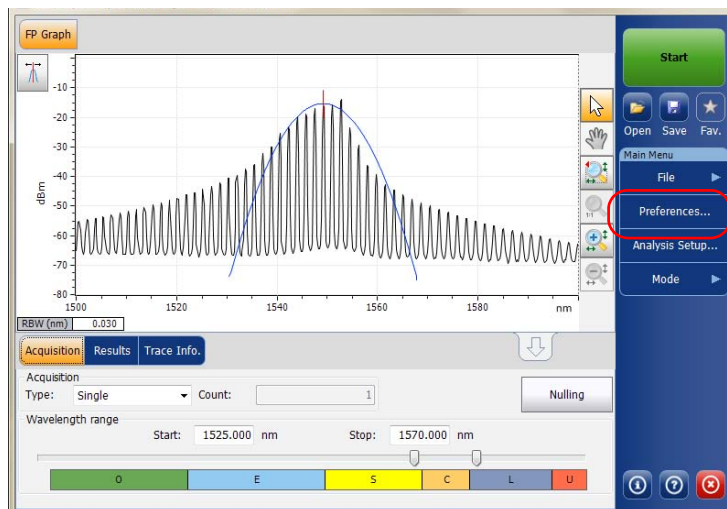 FP Graph
Start
-10
-20
-30
-40
-50
-60
-70
-80
dBm
1500 1520 1540 1560 1580 nm
RBW (nm) 0.030
1/1
Open Save Fav.
Main Menu
File
Preferences...
Analysis Setup...
Mode
Acquisition Results Trace Info.
Acquisition
Type: Single Count: 1 Nulling
Wavelength range
Start: 1525.000 nm Stop: 1570.000 nm
O E S C L U